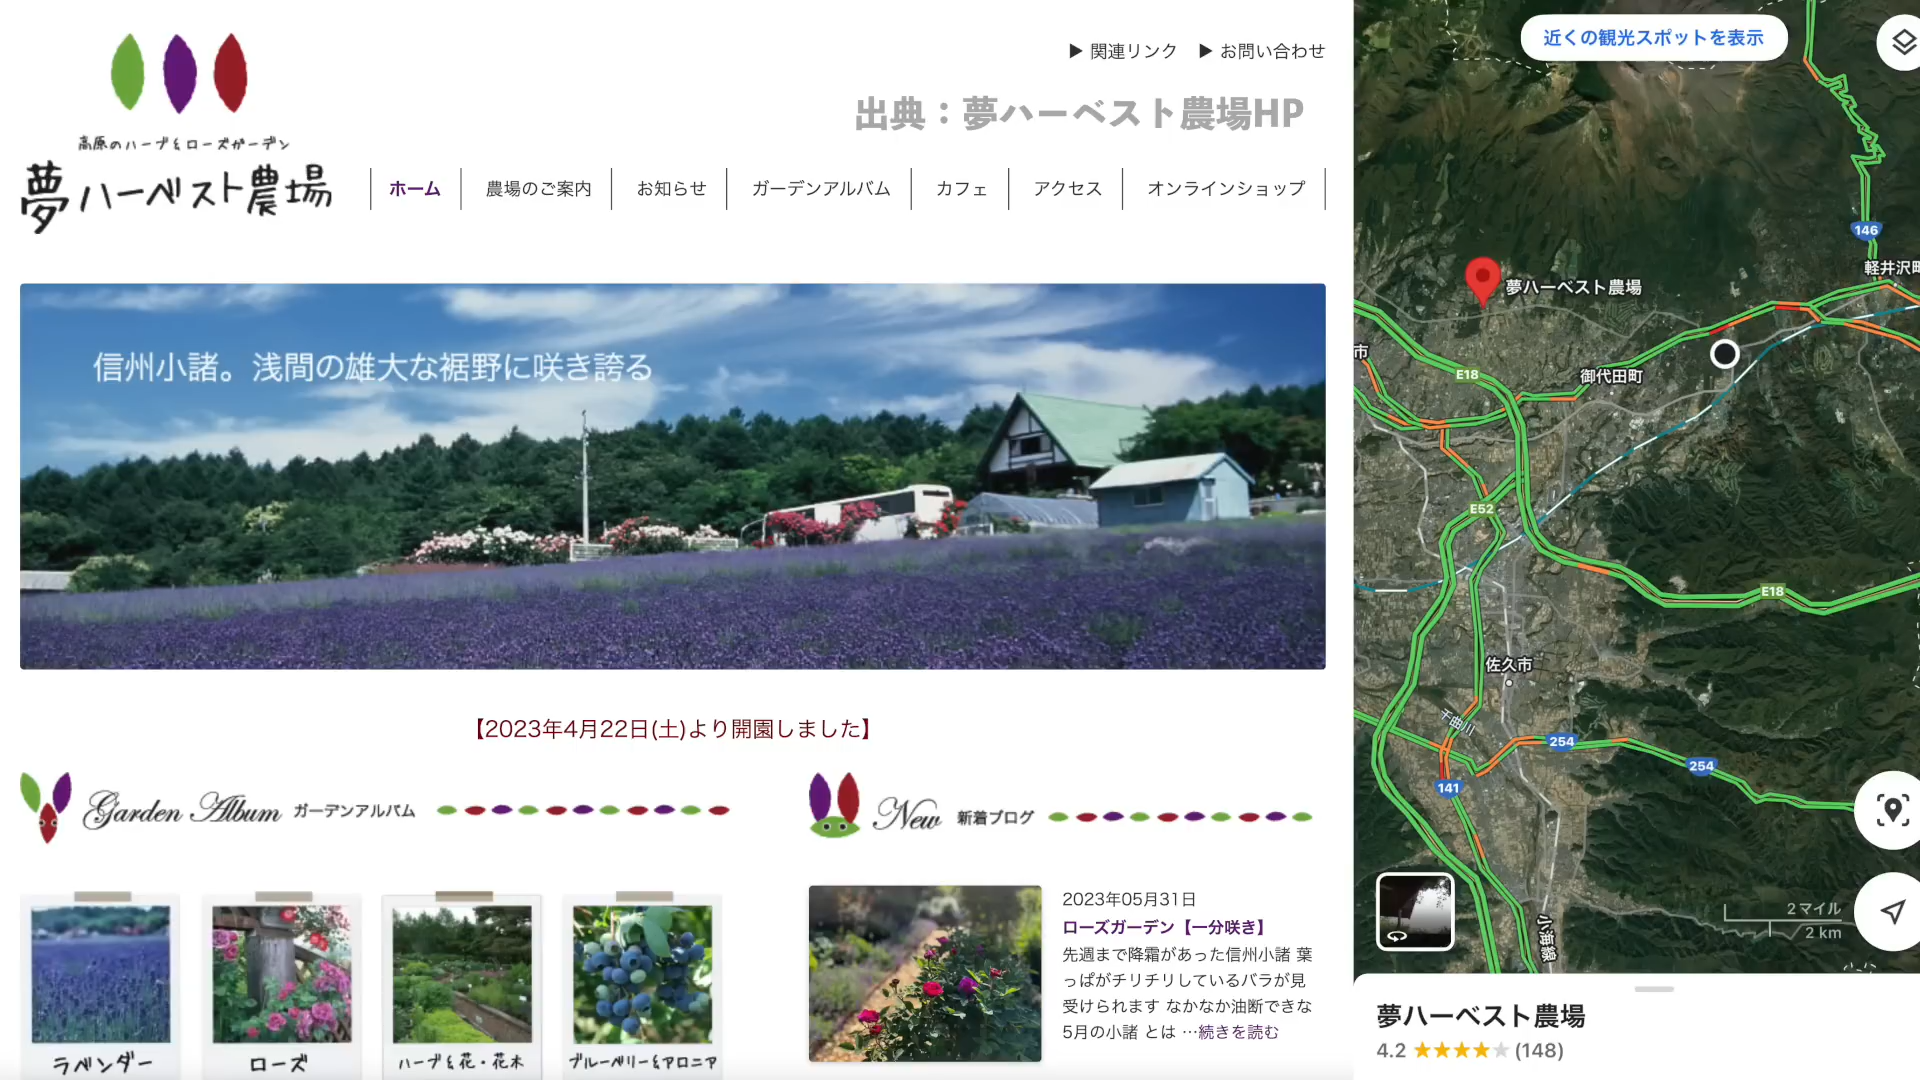 関連リンク
お問い合わせ
出典：夢ハーベスト農場HP
高原のハーブ&ローズガーデン
夢ハーベスト農場
ホーム
農場のご案内
お知らせ
ガーデンアルバム
カフェ
アクセス
オンラインショップ
信州小諸。浅間の雄大な裾野に咲き誇る
【2023年4月22日(土)より開園しました】
Garden Album ガーデンアルバム
ラベンダー
ローズ
ハーブ&花・花木
ブルーベリー&アロニア
New 新着ブログ
2023年05月31日
ローズガーデン【一分咲き】
先週まで降霜があった信州小諸 葉
っぱがチリチリしているバラが見
受けられます なかなか油断できな
5月の小諸 とは …続きを読む
近くの観光スポットを表示
146
軽井沢町
夢ハーベスト農場
市
E18
御代田町
E52
E18
佐久市
千曲川
254
254
141
小海線
2 マイル
2 km
夢ハーベスト農場
4.2 ★★★★★ (148)